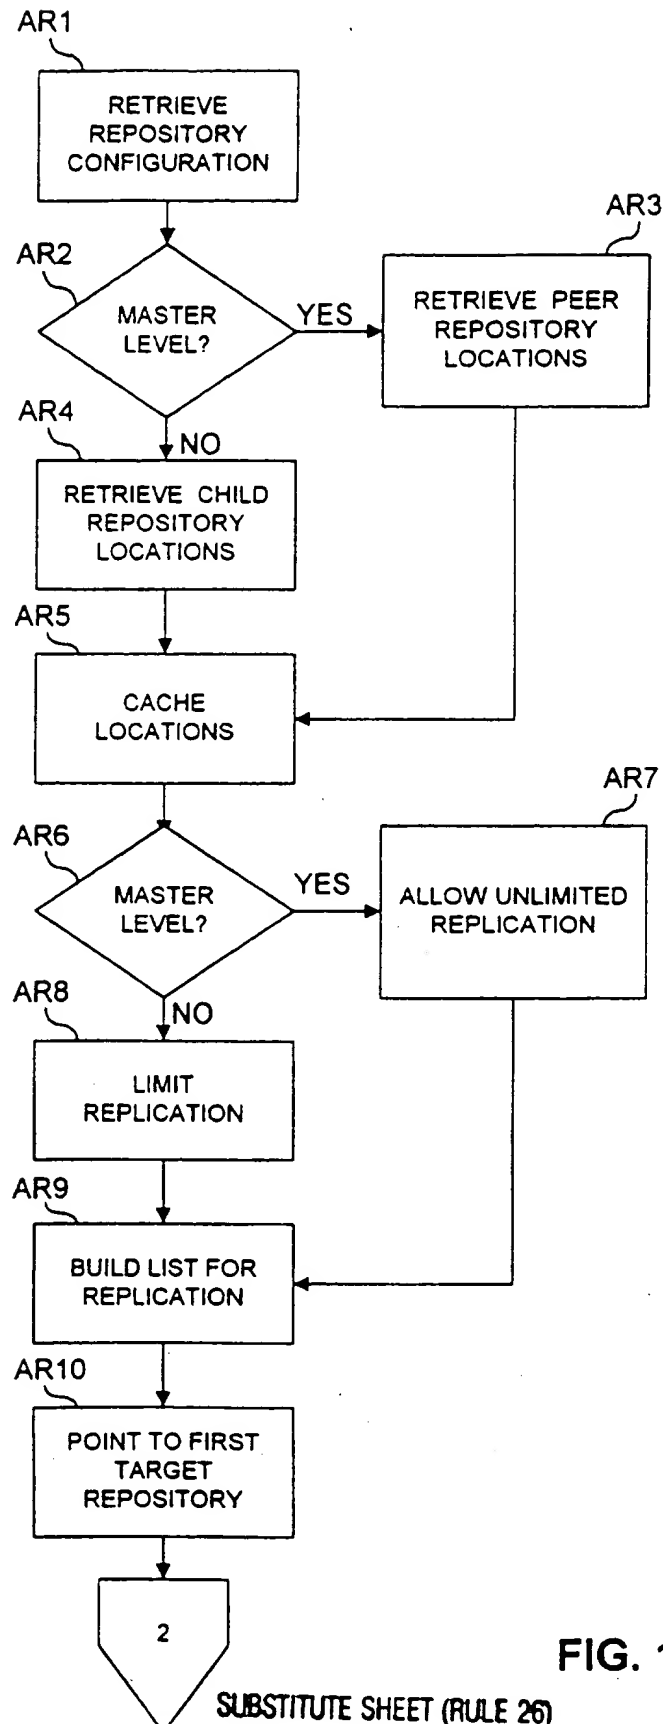 AR1
RETRIEVE
REPOSITORY
CONFIGURATION
AR2
MASTER
LEVEL?
YES
AR3
RETRIEVE PEER
REPOSITORY
LOCATIONS
NO
AR4
RETRIEVE CHILD
REPOSITORY
LOCATIONS
AR5
CACHE
LOCATIONS
AR6
MASTER
LEVEL?
YES
AR7
ALLOW UNLIMITED
REPLICATION
NO
AR8
LIMIT
REPLICATION
AR9
BUILD LIST FOR
REPLICATION
AR10
POINT TO FIRST
TARGET
REPOSITORY
2
FIG.
SUBSTITUTE SHEET (RULE 26)